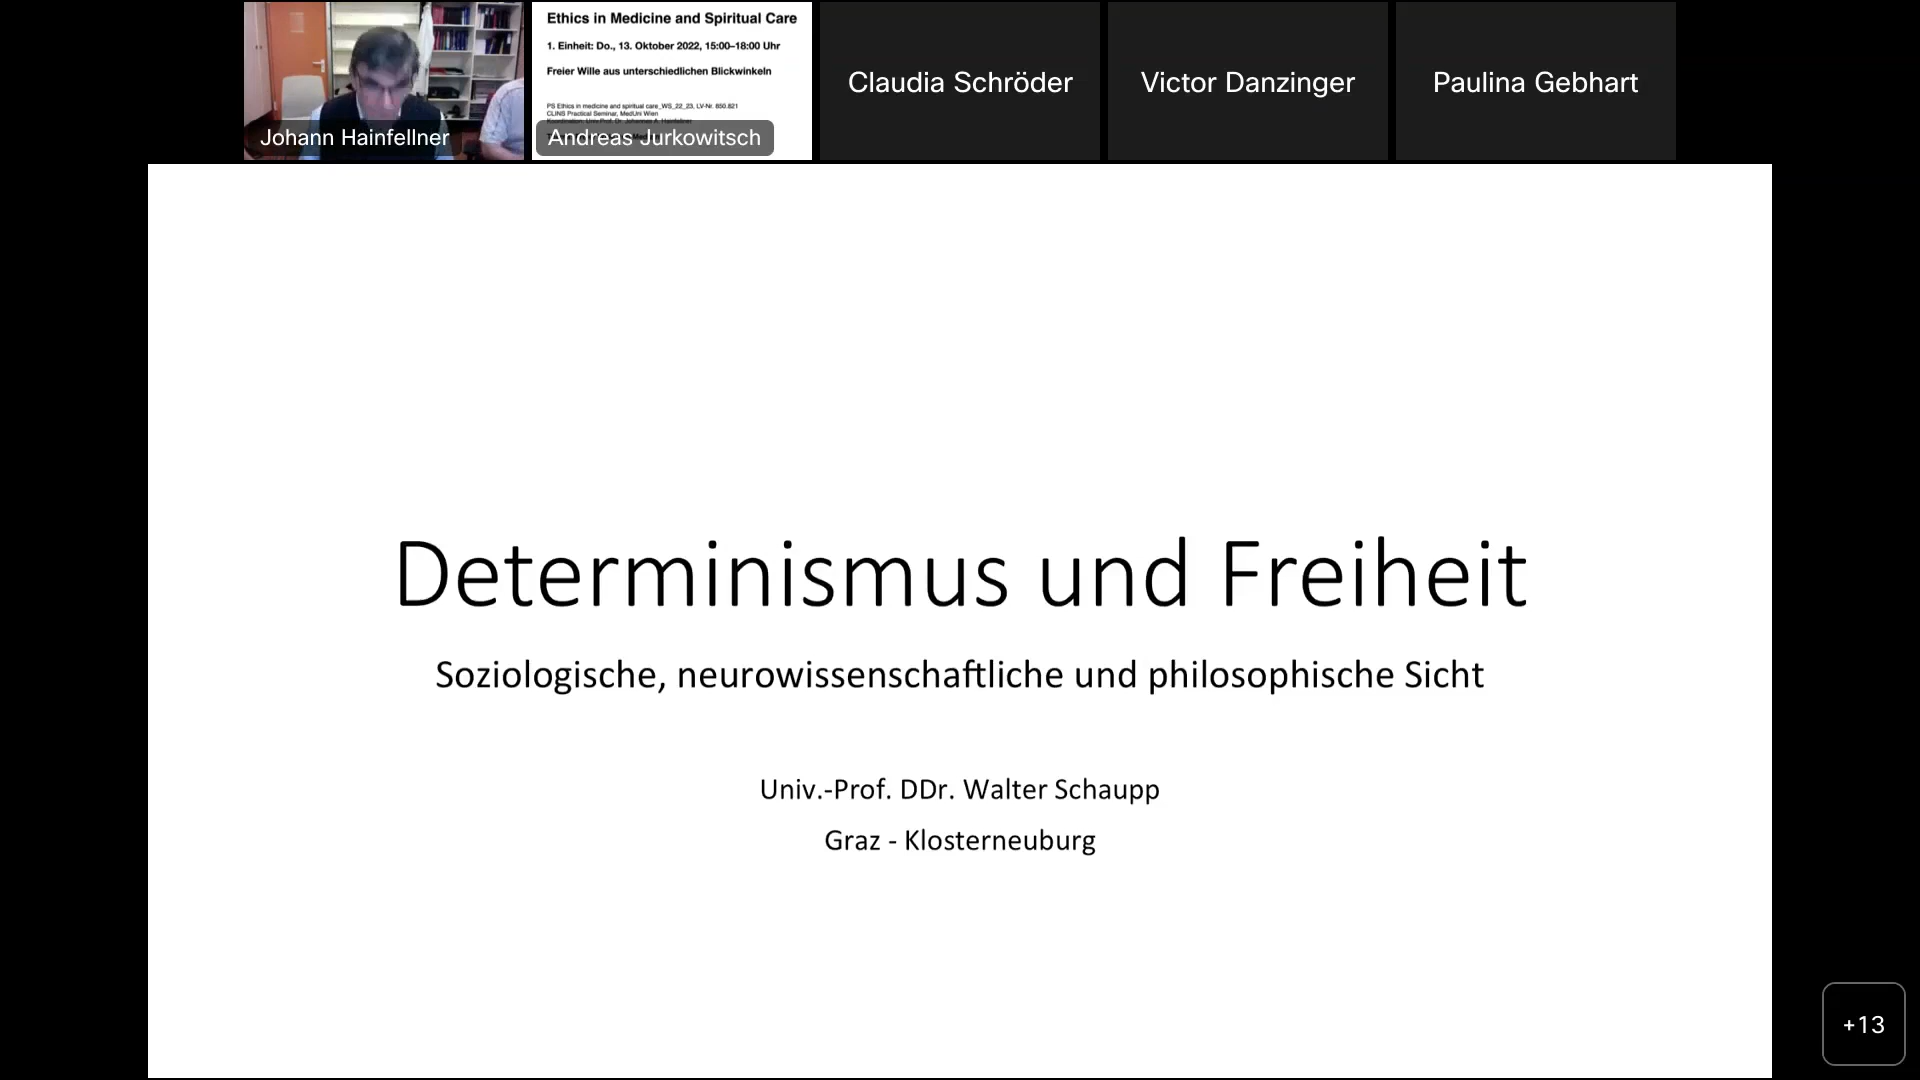 Ethics in Medicine and Spiritual Care
1. Einheit: Do., 13. Oktober 2022, 15:00–18:00 Uhr
Freier Wille aus unterschiedlichen Blickwinkeln
PS Ethics in medicine and spiritual care_WS_22_23, LV-Nr. 850.821
CLINS Practical Seminar, MedUni Wien
Johann Hainfellner
Andreas Jurkowitsch
Claudia Schröder
Victor Danzinger
Paulina Gebhart
Determinismus und Freiheit
Soziologische, neurowissenschaftliche und philosophische Sicht
Univ.-Prof. DDr. Walter Schaupp
Graz - Klosterneuburg
+13